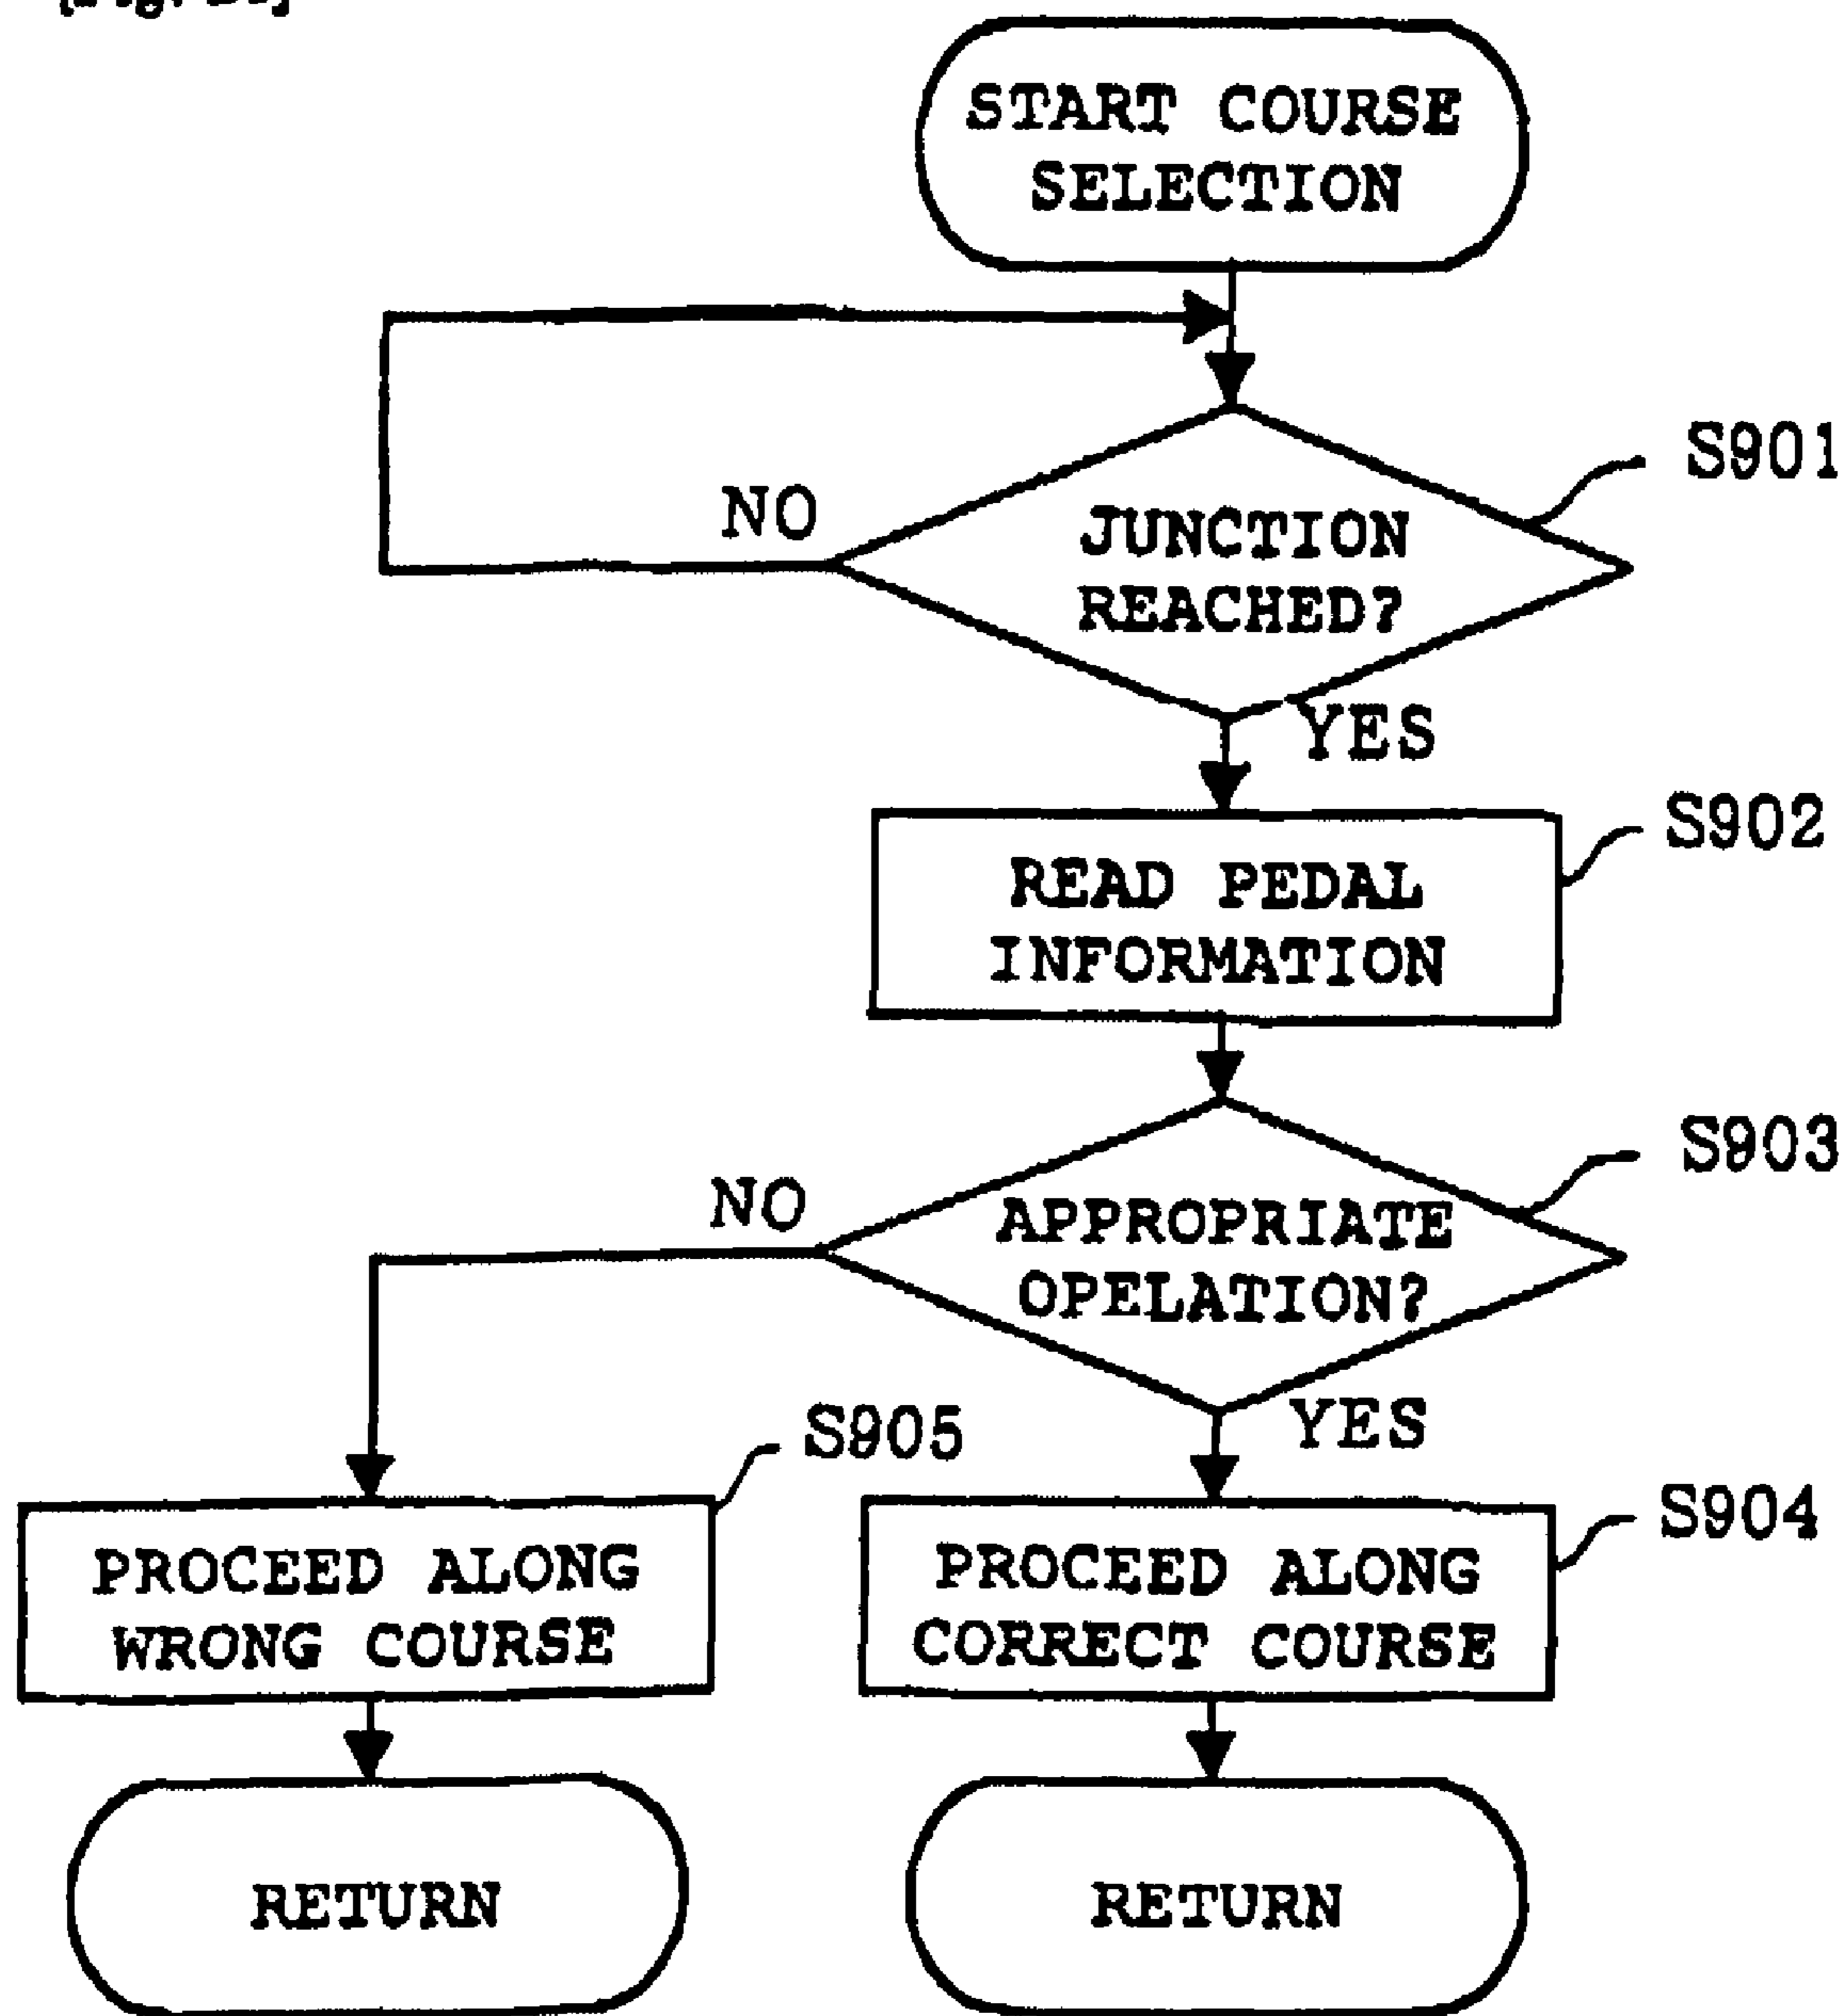 START COURSE
SELECTION
S901
NO
JUNCTION
REACHED?
YES
S902
READ PEDAL
INFORMATION
S903
NO
APPROPRIATE
OPELATION?
YES
S905
S904
PROCEED ALONG
WRONG COURSE
PROCEED ALONG
CORRECT COURSE
RETURN
RETURN